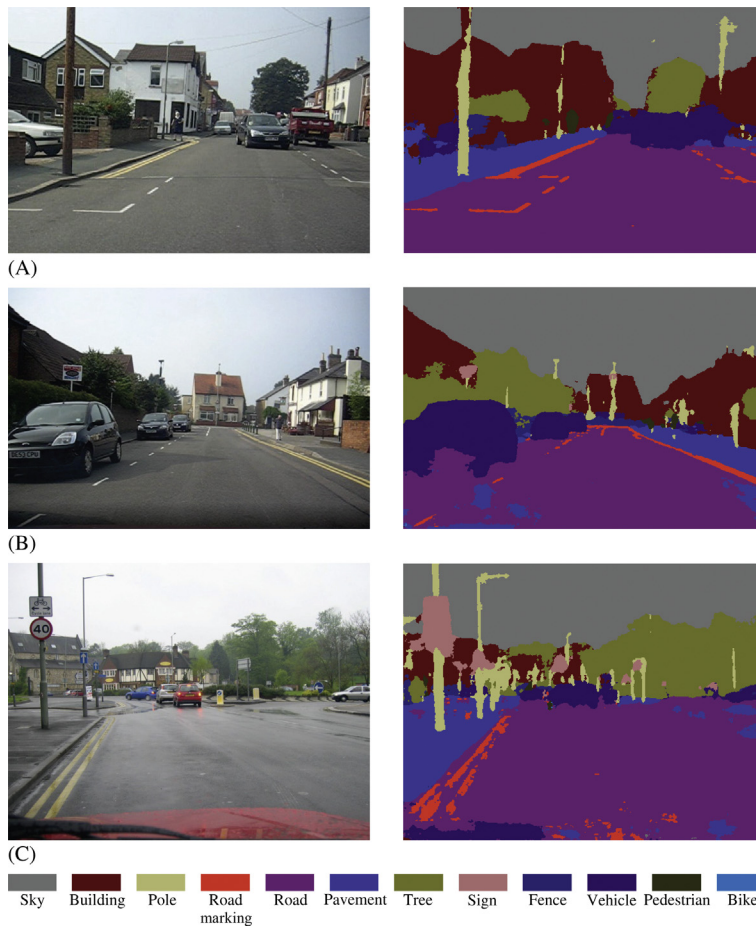 (A)
(B)
40
(C)
Sky Building Pole Road marking Road Pavement Tree Sign Fence Vehicle Pedestrian Bike